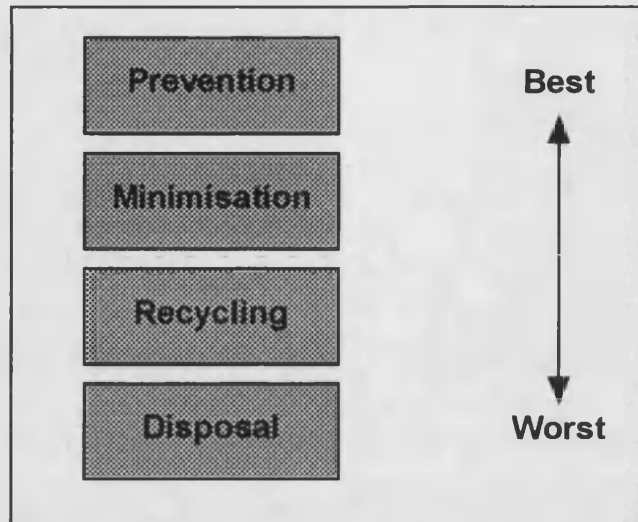 Prevention
Best
Minimisation
Recycling
Disposal
Worst